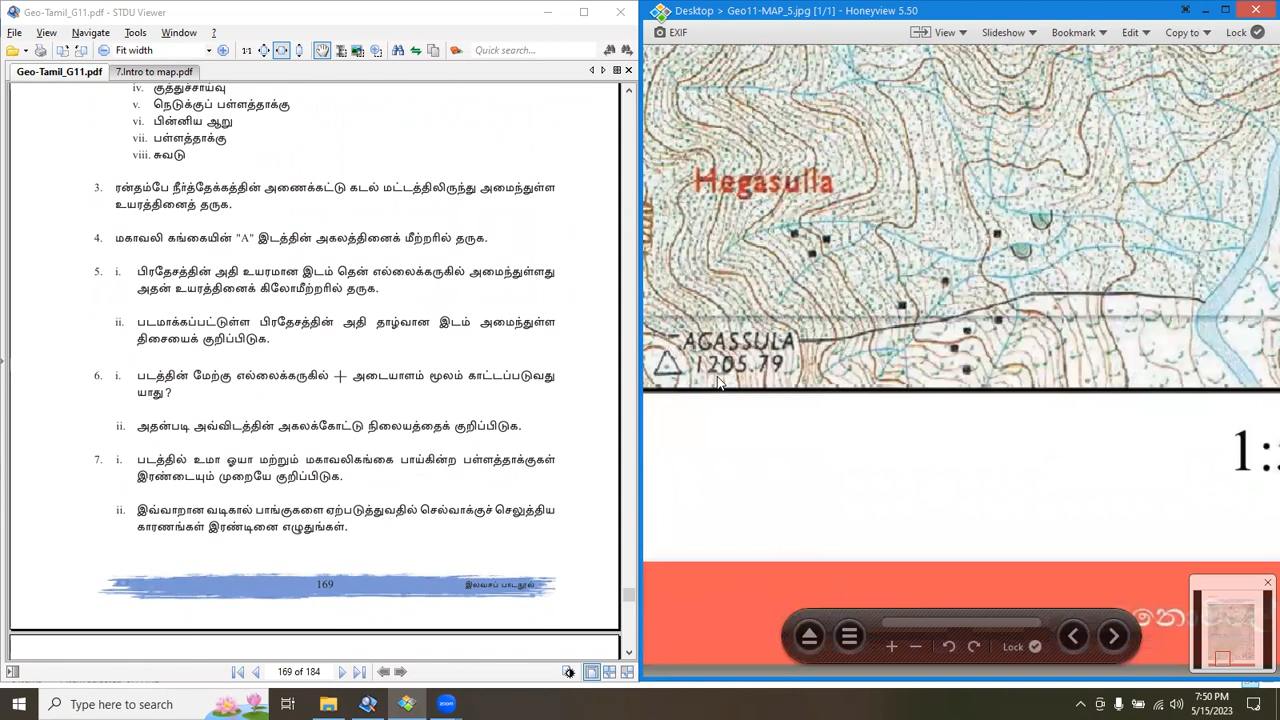 Geo-Tamil_G11.pdf - STDU Viewer
File View Navigate Tools Window
Fit width 1:1 Quick search...
Geo-Tamil_G11.pdf 7.Intro to map.pdf
iv. குத்துச்சாய்வு
v. நெடுக்குப் பள்ளத்தாக்கு
vi. பின்னிய ஆறு
vii. பள்ளத்தாக்கு
viii. சுவடு
3. ரன்தம்பே நீர்த்தேக்கத்தின் அணைக்கட்டு கடல் மட்டத்திலிருந்து அமைந்துள்ள
உயரத்தினைத் தருக.
4. மகாவலி கங்கையின் "A" இடத்தின் அகலத்தினைக் மீற்றரில் தருக.
5. i. பிரதேசத்தின் அதி உயரமான இடம் தென் எல்லைக்கருகில் அமைந்துள்ளது
அதன் உயரத்தினைக் கிலோமீற்றரில் தருக.
ii. படமாக்கப்பட்டுள்ள பிரதேசத்தின் அதி தாழ்வான இடம் அமைந்துள்ள
திசையைக் குறிப்பிடுக.
6. i. படத்தின் மேற்கு எல்லைக்கருகில் + அடையாளம் மூலம் காட்டப்படுவது
யாது?
ii. அதன்படி அவ்விடத்தின் அகலக்கோட்டு நிலையத்தைக் குறிப்பிடுக.
7. i. படத்தில் உமா ஓயா மற்றும் மகாவலிகங்கை பாய்கின்ற பள்ளத்தாக்குகள்
இரண்டையும் முறையே குறிப்பிடுக.
ii. இவ்வாறான வடிகால் பாங்குகளை ஏற்படுத்துவதில் செல்வாக்குச் செலுத்திய
காரணங்கள் இரண்டினை எழுதுங்கள்.
169 இலவசப் பாடநூல்
169 of 184
Desktop > Geo11-MAP_5.jpg [1/1] - Honeyview 5.50
EXIF View Slideshow Bookmark Edit Copy to Lock
Hegasulla
AGASSULA
1205.79
1:
Lock
Type here to search
7:50 PM
5/15/2023